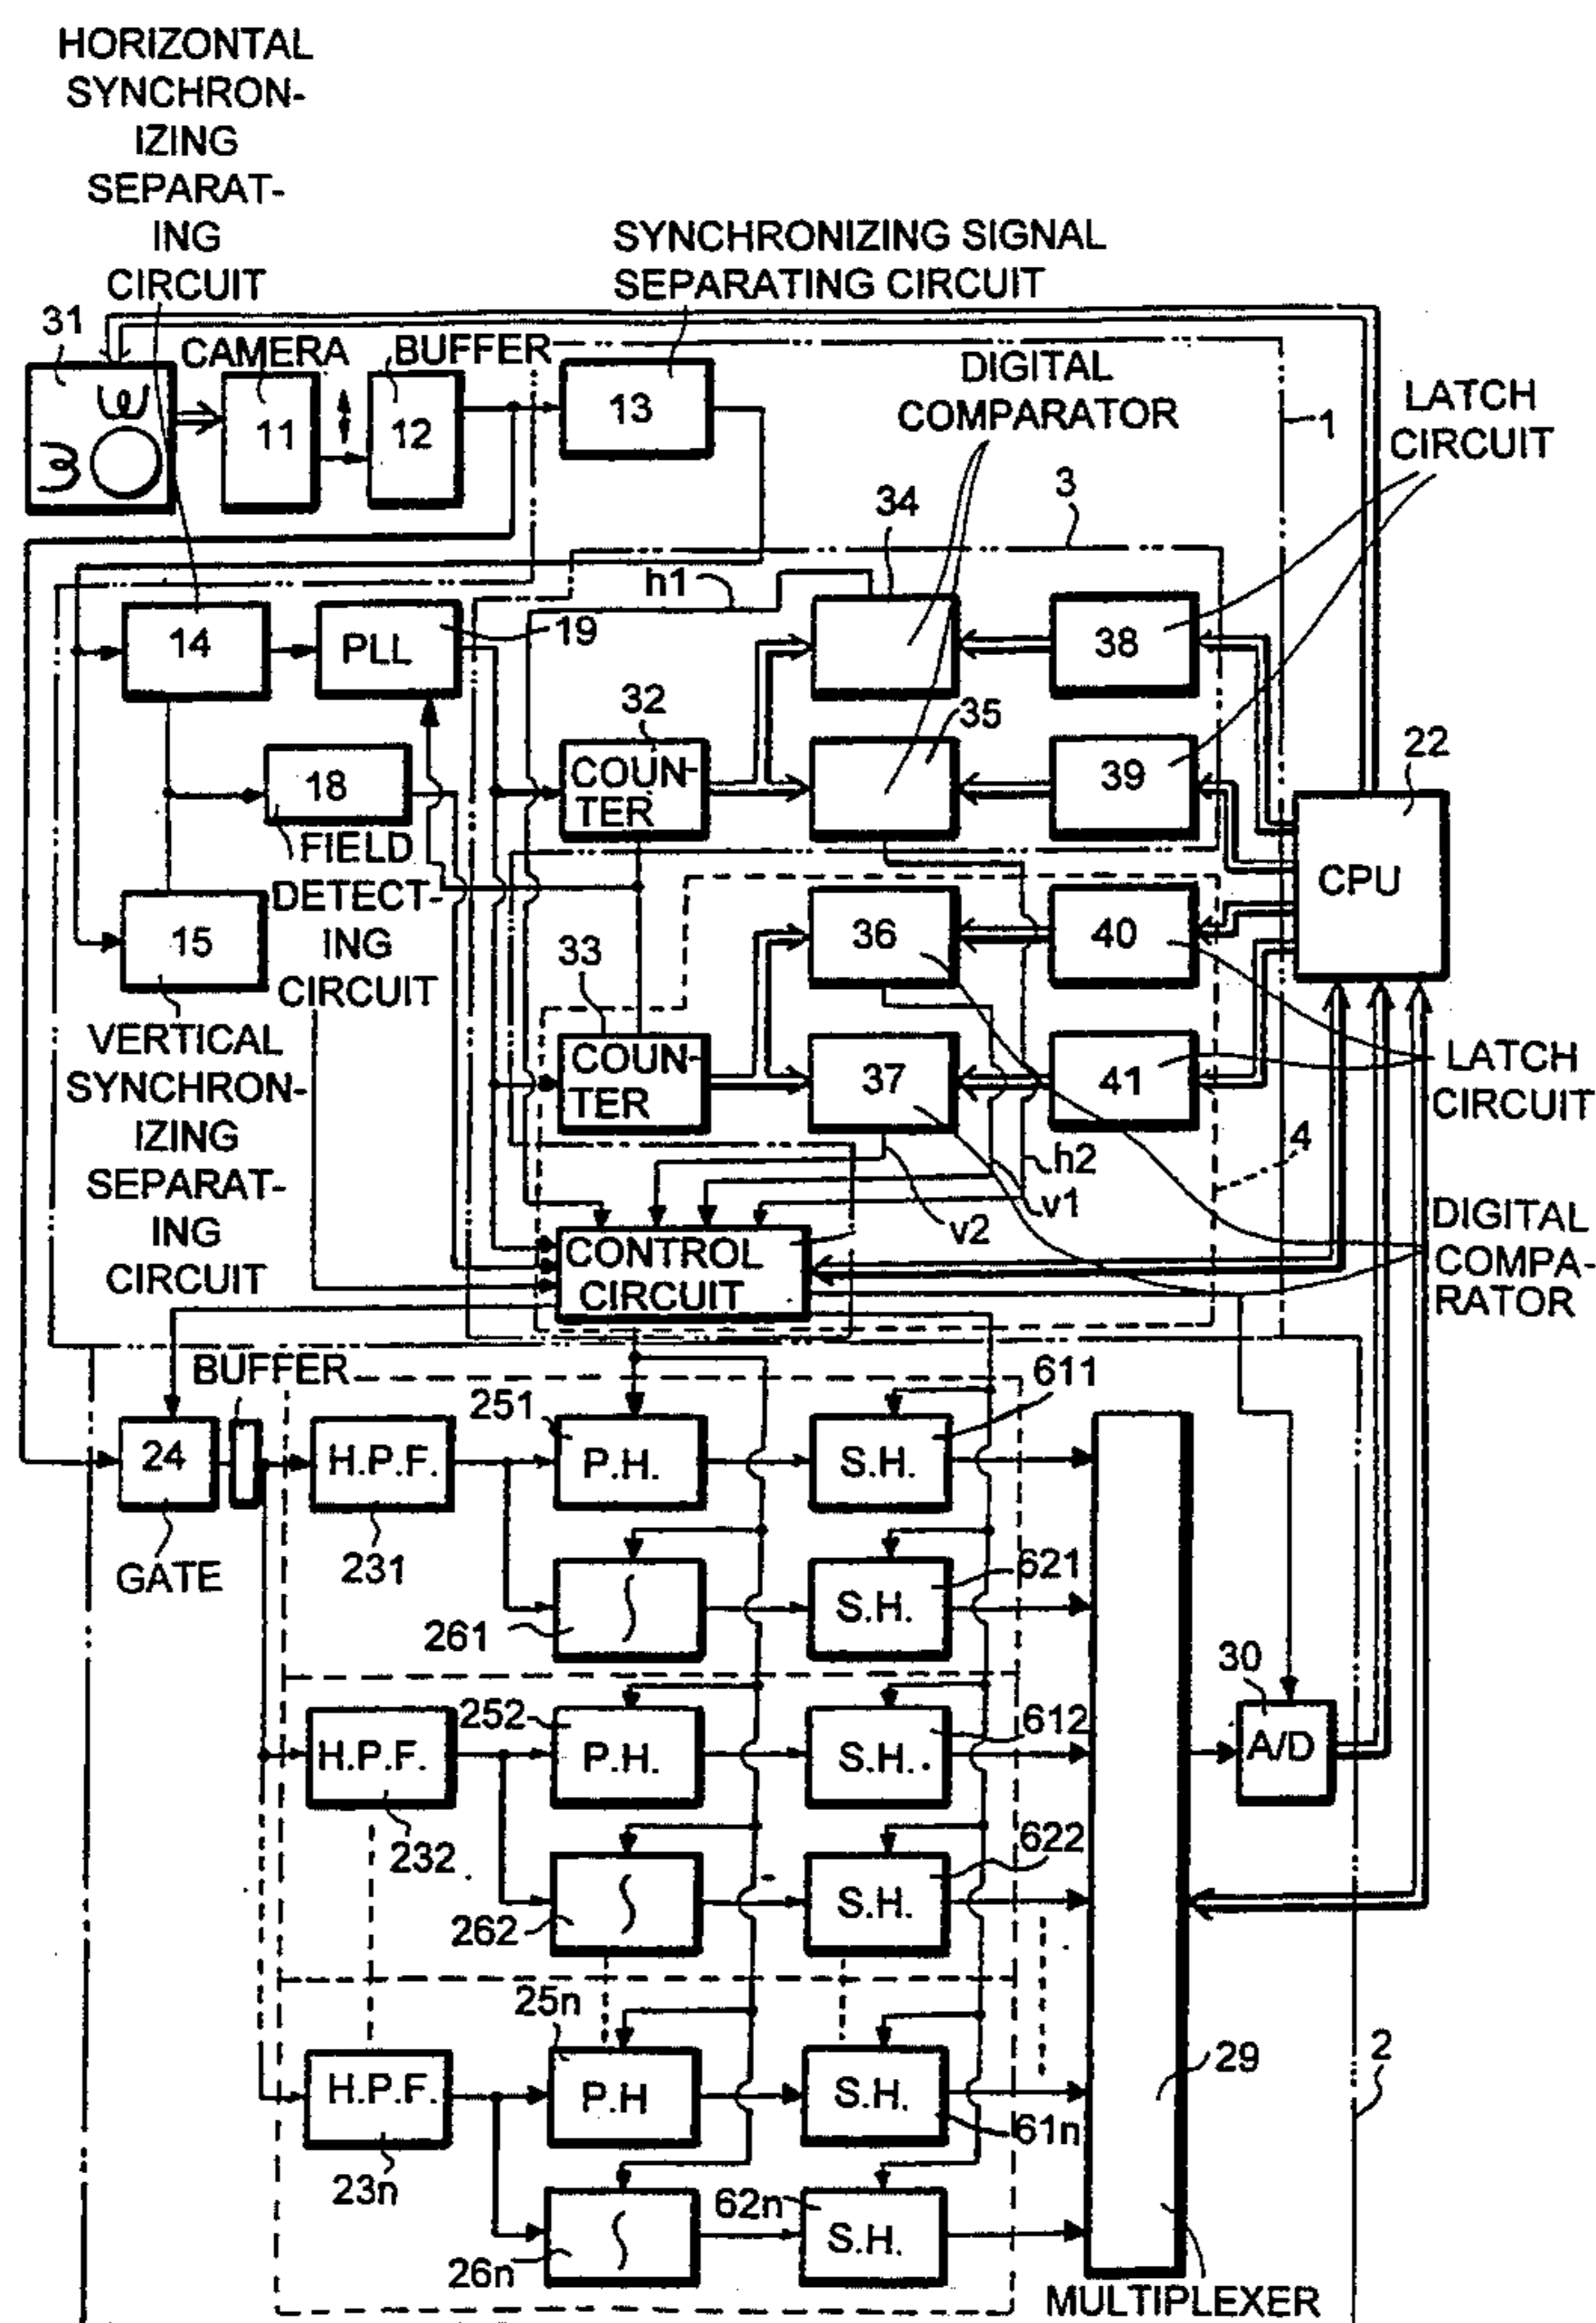 HORIZONTAL
SYNCHRON-
IZING
SEPARAT-
ING
CIRCUIT
SYNCHRONIZING SIGNAL
SEPARATING CIRCUIT
31
CAMERA
BUFFER
11
12
13
DIGITAL
COMPARATOR
LATCH
CIRCUIT
1
3
34
h1
14
PLL
19
38
32
COUN-
TER
35
39
22
CPU
18
FIELD
DETECT-
ING
CIRCUIT
15
VERTICAL
SYNCHRON-
IZING
SEPARAT-
ING
CIRCUIT
33
COUN-
TER
36
40
37
41
LATCH
CIRCUIT
4
h2
v1
v2
DIGITAL
COMPA-
RATOR
CONTROL
CIRCUIT
BUFFER
24
GATE
H.P.F.
231
251
P.H.
S.H.
611
261
∫
S.H.
621
H.P.F.
232
252
P.H.
S.H.
612
262
∫
S.H.
622
30
A/D
H.P.F.
23n
25n
P.H
S.H.
61n
26n
∫
62n
S.H.
29
2
MULTIPLEXER